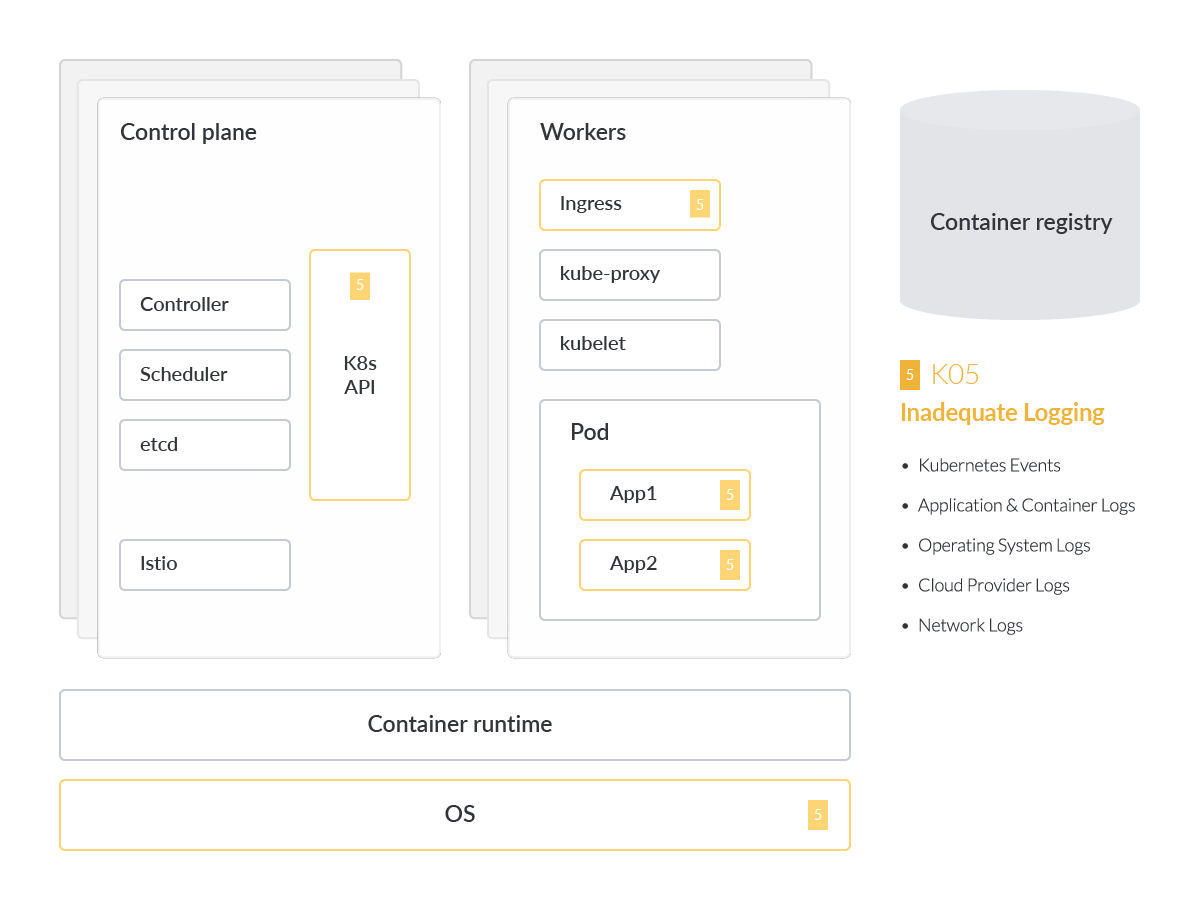 Control plane
Controller
Scheduler
etcd
Istio
5
K8s
API
Workers
Ingress
5
kube-proxy
kubelet
Pod
App1
5
App2
5
Container registry
5 K05
Inadequate Logging
• Kubernetes Events
• Application & Container Logs
• Operating System Logs
• Cloud Provider Logs
• Network Logs
Container runtime
OS
5